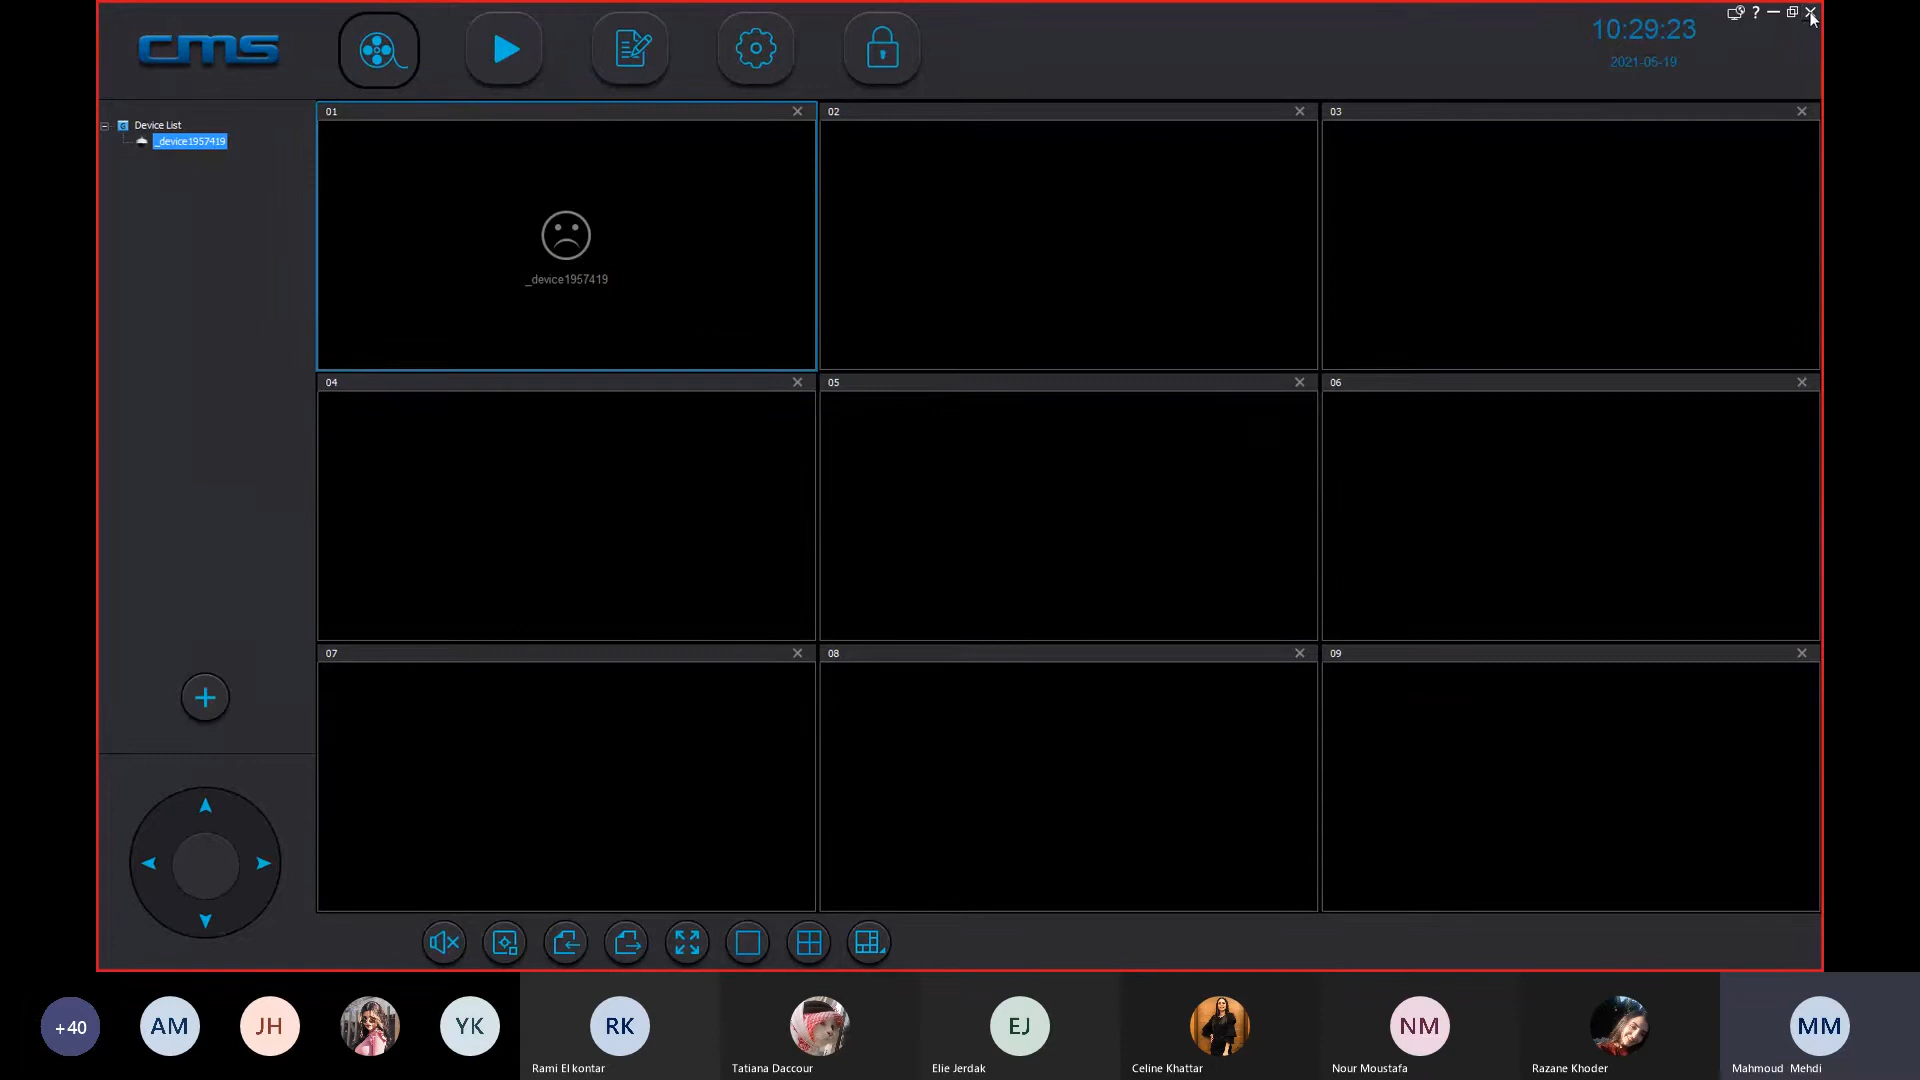 cms
10:29:23
2021-05-19
?
Device List
_device1957419
01
02
03
_device1957419
04
05
06
07
08
09
+40
AM
JH
YK
RK
EJ
NM
MM
Rami El kontar
Tatiana Daccour
Elie Jerdak
Celine Khattar
Nour Moustafa
Razane Khoder
Mahmoud Mehdi